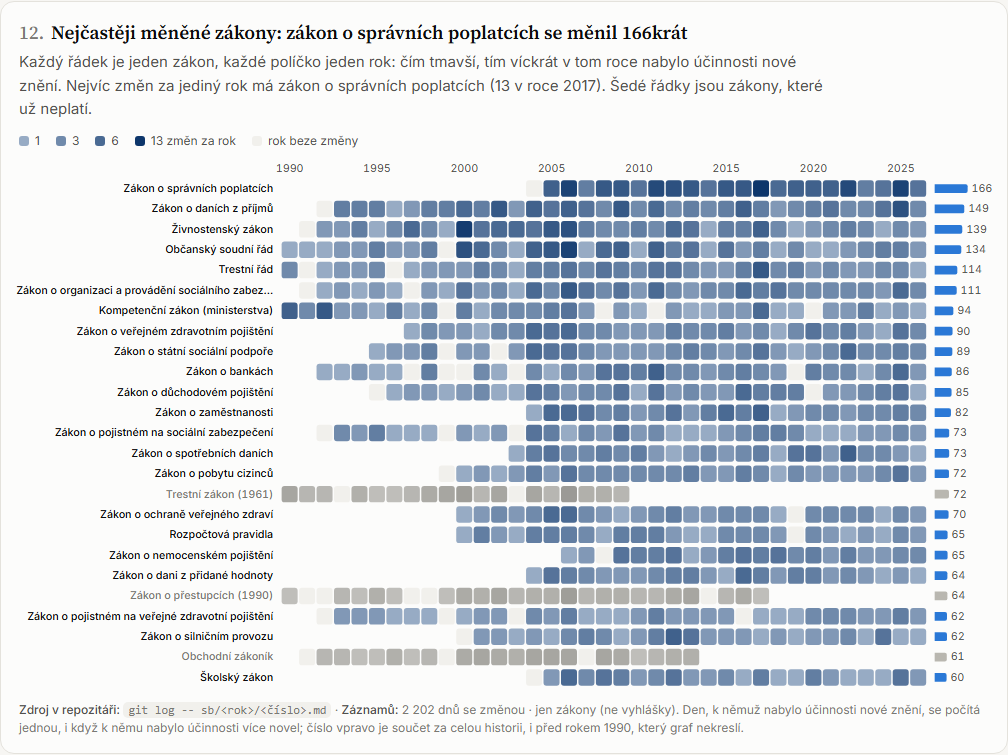 12. Nejčastěji měněné zákony: zákon o správních poplatcích se měnil 166krát
Každý řádek je jeden zákon, každé políčko jeden rok: čím tmavší, tím víckrát v tom roce nabylo účinnosti nové
znění. Nejvíc změn za jediný rok má zákon o správních poplatcích (13 v roce 2017). Šedé řádky jsou zákony, které
už neplatí.
1 3 6 13 změn za rok rok beze změny
1990 1995 2000 2005 2010 2015 2020 2025
Zákon o správních poplatcích 166
Zákon o daních z příjmů 149
Živnostenský zákon 139
Občanský soudní řád 134
Trestní řád 114
Zákon o organizaci a provádění sociálního zabez... 111
Kompetenční zákon (ministerstva) 94
Zákon o veřejném zdravotním pojištění 90
Zákon o státní sociální podpoře 89
Zákon o bankách 86
Zákon o důchodovém pojištění 85
Zákon o zaměstnanosti 82
Zákon o pojistném na sociální zabezpečení 73
Zákon o spotřebních daních 73
Zákon o pobytu cizinců 72
Trestní zákon (1961) 72
Zákon o ochraně veřejného zdraví 70
Rozpočtová pravidla 65
Zákon o nemocenském pojištění 65
Zákon o dani z přidané hodnoty 64
Zákon o přestupcích (1990) 64
Zákon o pojistném na veřejné zdravotní pojištění 62
Zákon o silničním provozu 62
Obchodní zákoník 61
Školský zákon 60
Zdroj v repozitáři: git log -- sb/<rok>/<číslo>.md · Záznamů: 2 202 dnů se změnou · jen zákony (ne vyhlášky). Den, k němuž nabylo účinnosti nové znění, se počítá
jednou, i když k němu nabylo účinnosti více novel; číslo vpravo je součet za celou historii, i před rokem 1990, který graf nekreslí.